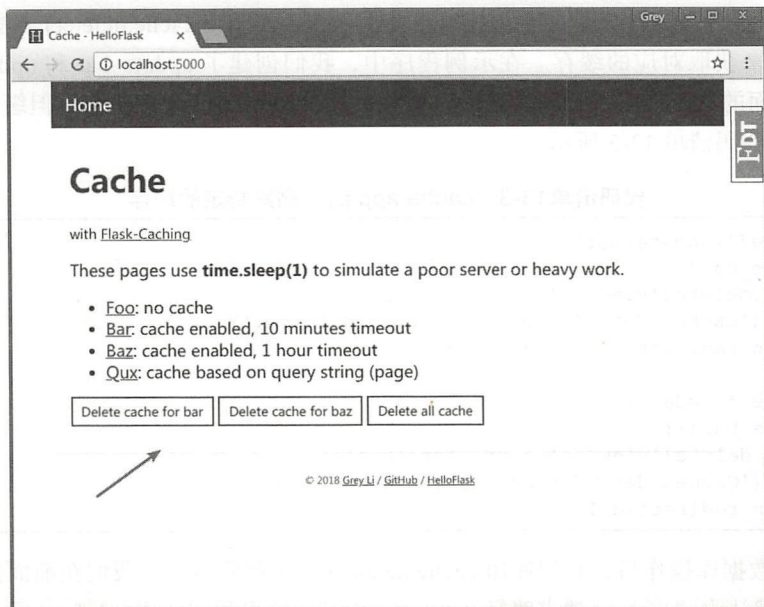 Grey
Cache - HelloFlask
localhost:5000
Home
FDT
Cache
with Flask-Caching
These pages use time.sleep(1) to simulate a poor server or heavy work.
Foo: no cache
Bar: cache enabled, 10 minutes timeout
Baz: cache enabled, 1 hour timeout
Qux: cache based on query string (page)
Delete cache for bar Delete cache for baz Delete all cache
© 2018 Grey Li / GitHub / HelloFlask